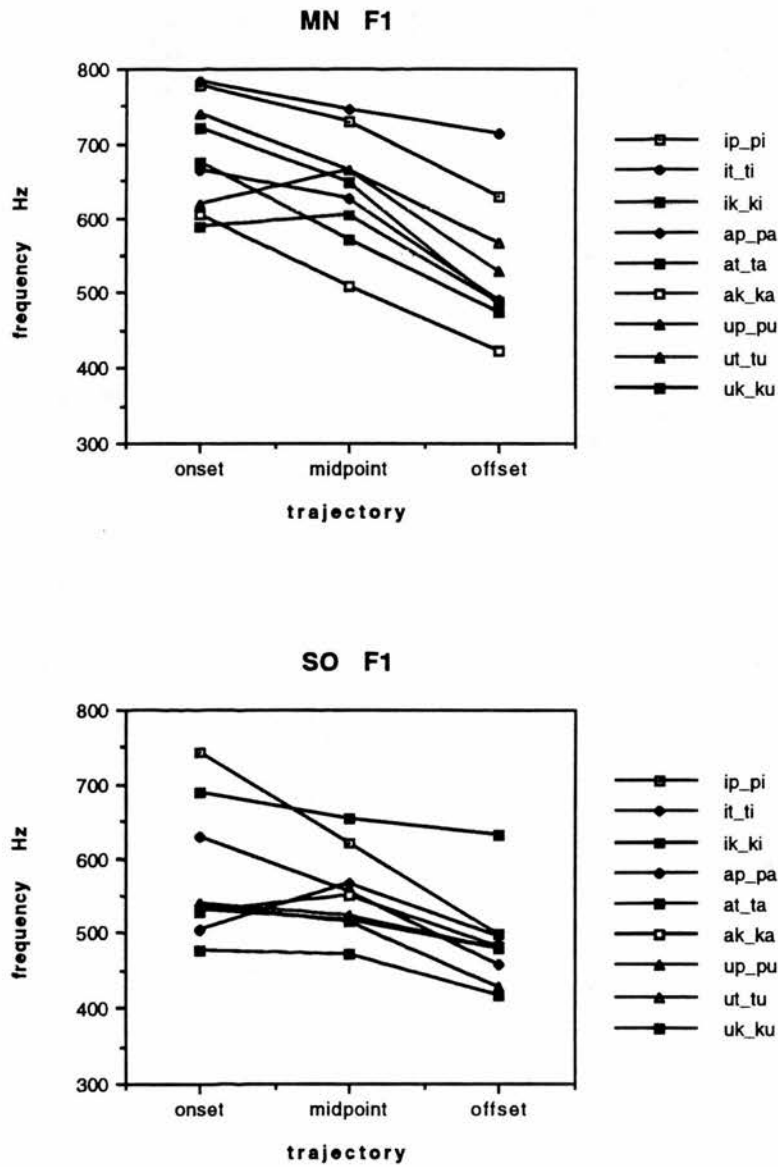 MN F1
800
700
600
500
400
300
frequency Hz
onset midpoint offset
trajectory
ip_pi
it_ti
ik_ki
ap_pa
at_ta
ak_ka
up_pu
ut_tu
uk_ku
SO F1
800
700
600
500
400
300
frequency Hz
onset midpoint offset
trajectory
ip_pi
it_ti
ik_ki
ap_pa
at_ta
ak_ka
up_pu
ut_tu
uk_ku